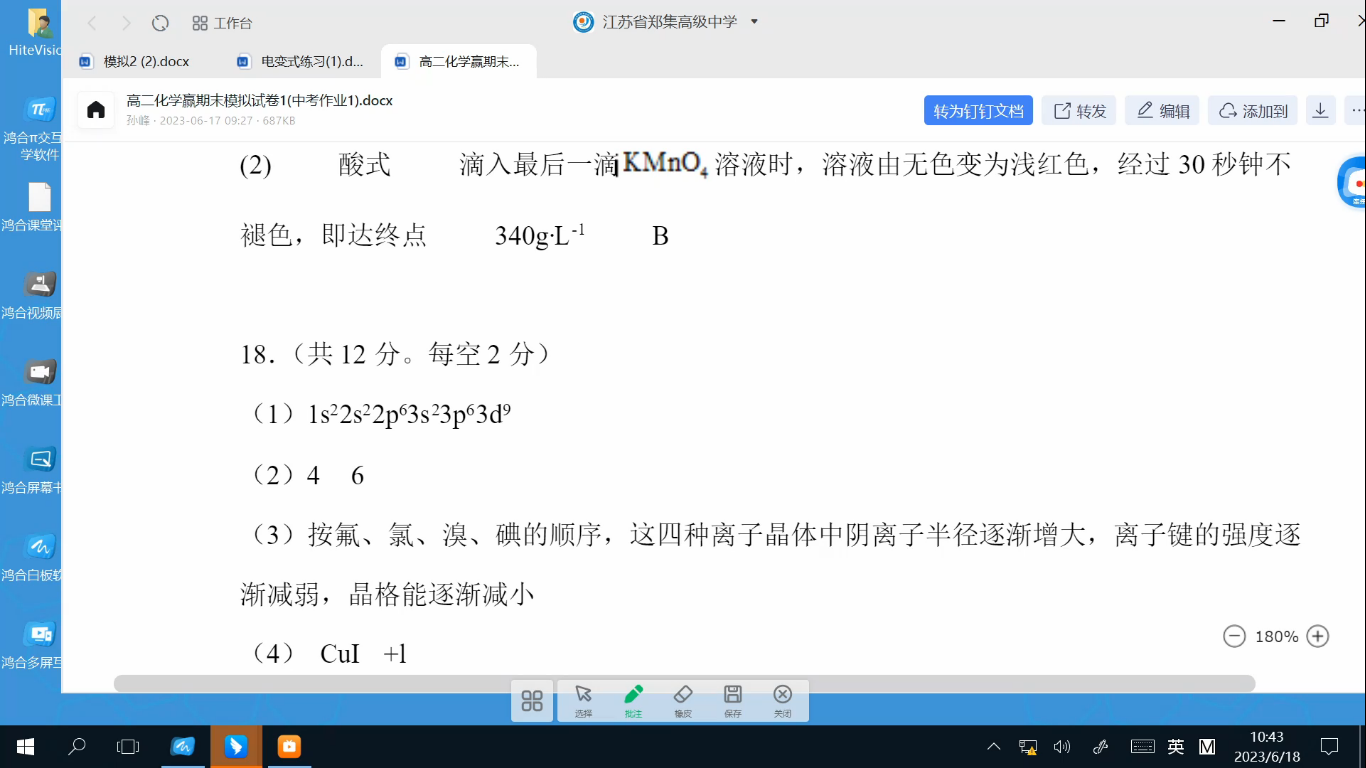 HiteVisio
工作台
江苏省郑集高级中学
模拟2 (2).docx
电变式练习(1).d...
高二化学赢期末...
高二化学赢期末模拟试卷1(中考作业1).docx
孙峰 · 2023-06-17 09:27 · 687KB
转为钉钉文档
转发
编辑
添加到
鸿合π交互
学软件
鸿合课堂评
鸿合视频展
鸿合微课工
鸿合屏幕书
鸿合白板软
鸿合多屏互
(2) 酸式 滴入最后一滴KMnO₄溶液时，溶液由无色变为浅红色，经过 30 秒钟不
褪色，即达终点 340g·L⁻¹ B
18.（共 12 分。每空 2 分）
（1）1s²2s²2p⁶3s²3p⁶3d⁹
（2）4 6
（3）按氟、氯、溴、碘的顺序，这四种离子晶体中阴离子半径逐渐增大，离子键的强度逐
渐减弱，晶格能逐渐减小
（4） CuI +l
180%
选择
批注
橡皮
保存
关闭
英
M
10:43
2023/6/18